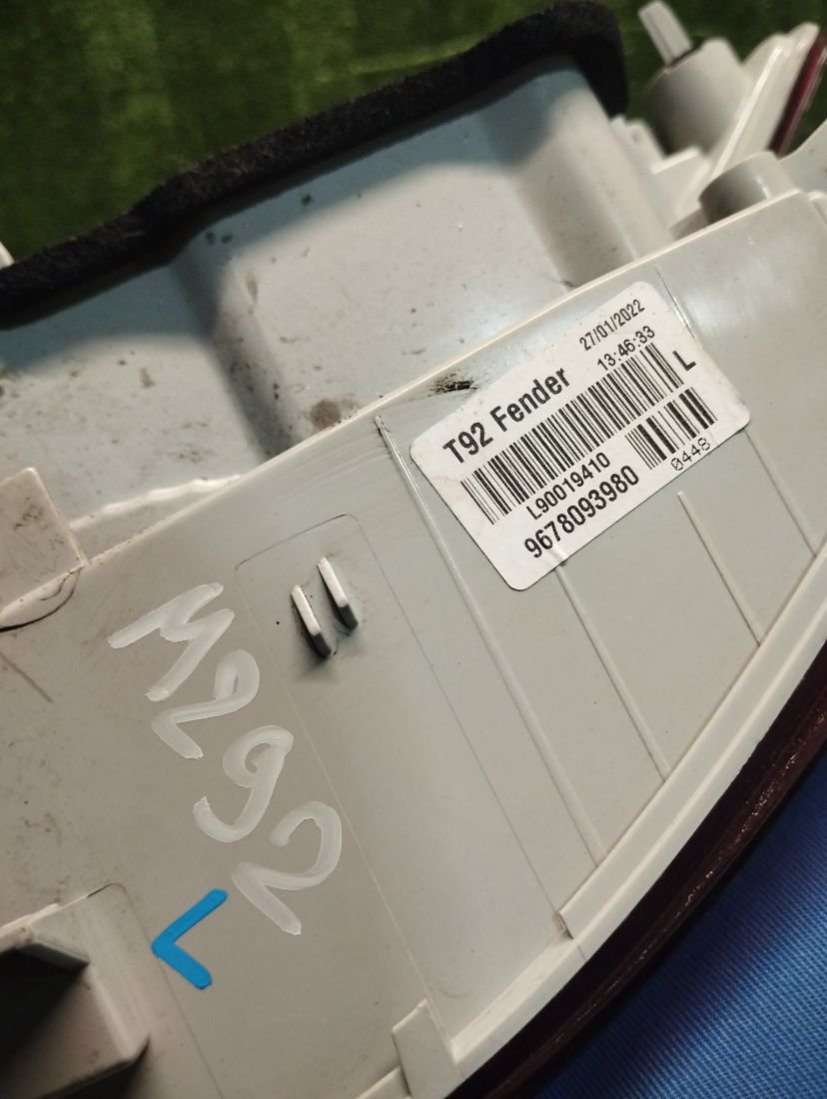 27/01/2022
T92 Fender 13:46:33
L
L90019410
9678093980
0448
M292
L